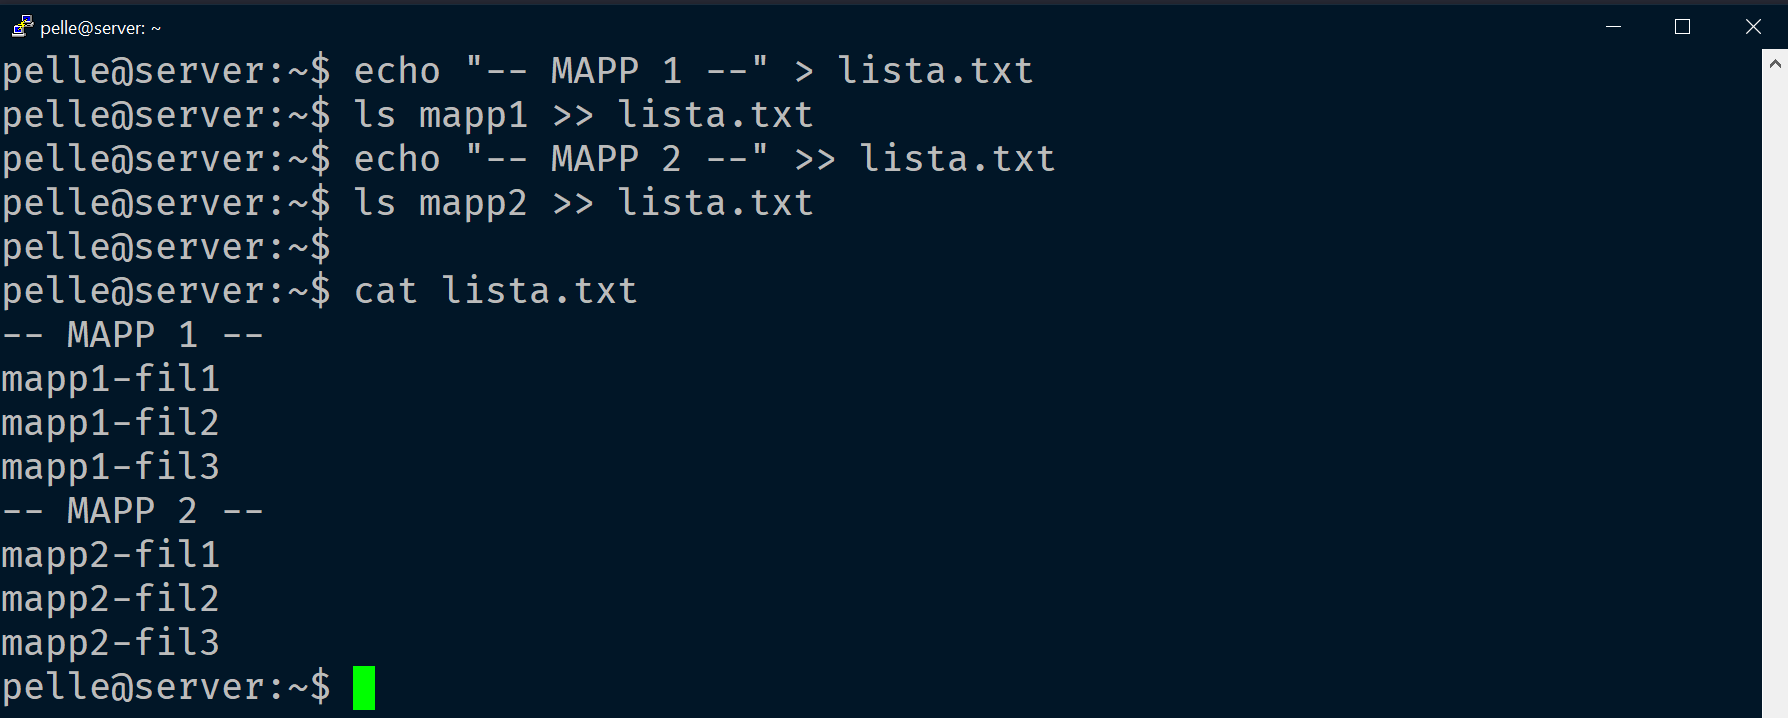 pelle@server: ~
pelle@server:~$ echo "-- MAPP 1 --" > lista.txt
pelle@server:~$ ls mapp1 >> lista.txt
pelle@server:~$ echo "-- MAPP 2 --" >> lista.txt
pelle@server:~$ ls mapp2 >> lista.txt
pelle@server:~$
pelle@server:~$ cat lista.txt
-- MAPP 1 --
mapp1-fil1
mapp1-fil2
mapp1-fil3
-- MAPP 2 --
mapp2-fil1
mapp2-fil2
mapp2-fil3
pelle@server:~$